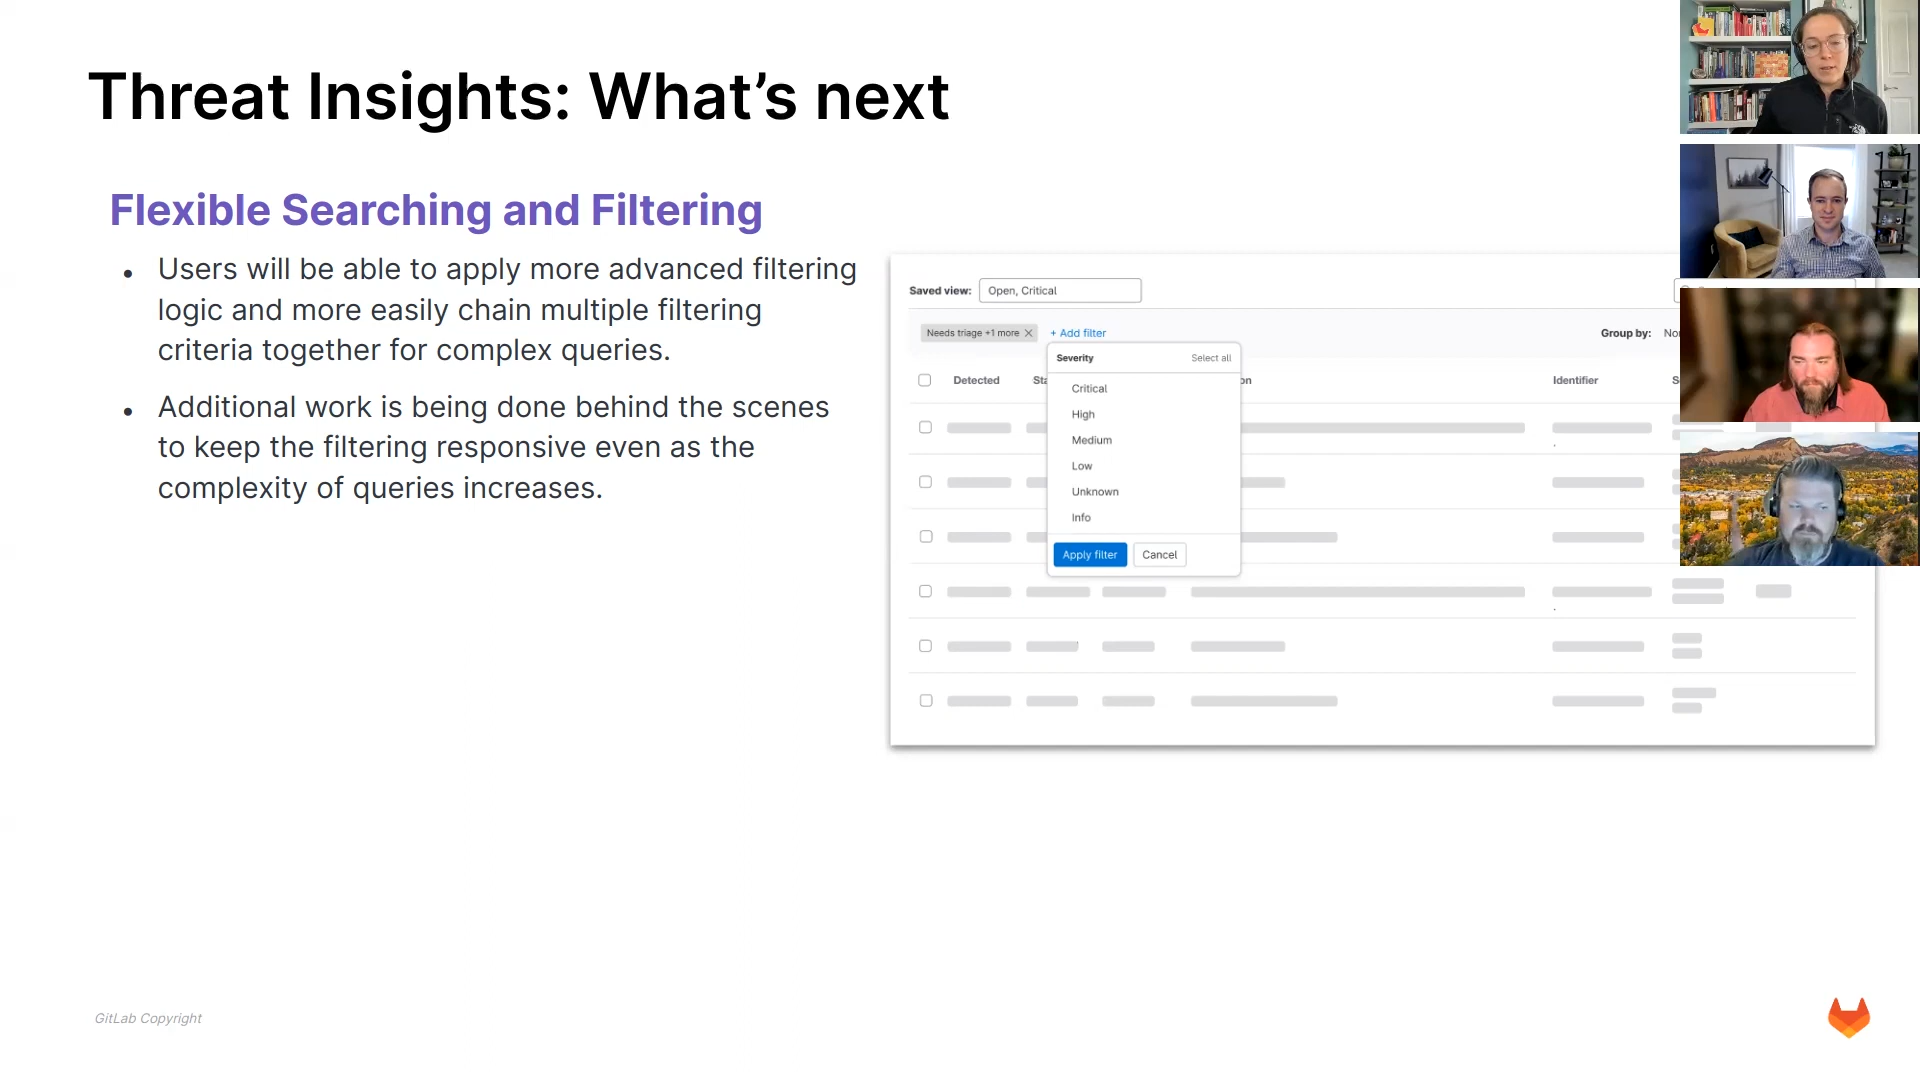 Threat Insights: What’s next
Flexible Searching and Filtering
• Users will be able to apply more advanced filtering
logic and more easily chain multiple filtering
criteria together for complex queries.
• Additional work is being done behind the scenes
to keep the filtering responsive even as the
complexity of queries increases.
Saved view: Open, Critical
Needs triage +1 more × + Add filter Group by:
Severity Select all
Detected Identifier
Critical
High
Medium
Low
Unknown
Info
Apply filter Cancel
GitLab Copyright